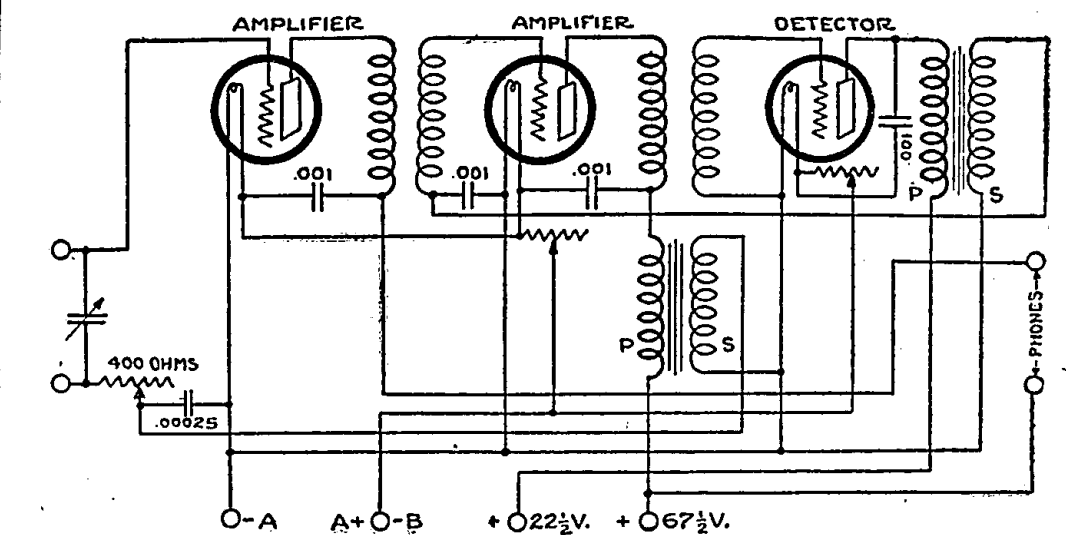 AMPLIFIER
AMPLIFIER
DETECTOR
.001
.001
.001
.001
P
S
400 OHMS
.00025
P
S
PHONES
-A
A+
-B
+
22½V.
+
67½V.